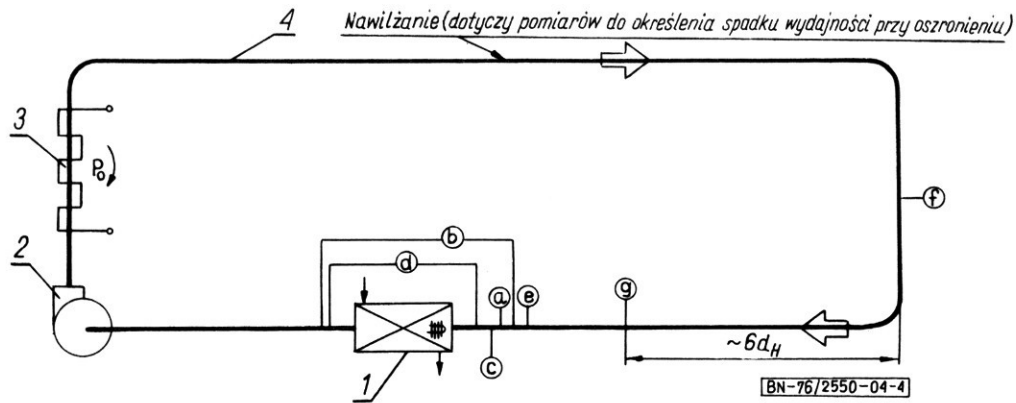 4 Nawilżanie (dotyczy pomiarów do określenia spadku wydajności przy oszronieniu)
3
P₀
f
2
b
d
g
a e
c
~6d_H
1
BN-76/2550-04-4